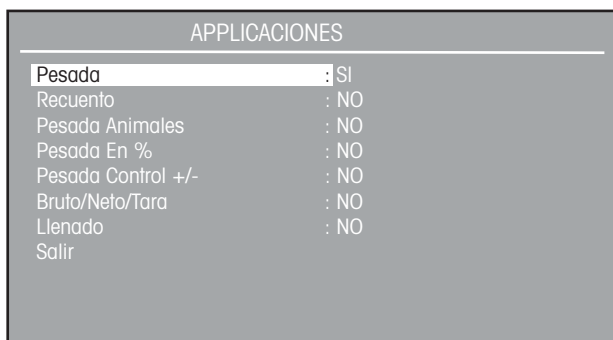 APPLICACIONES
Pesada : SI
Recuento : NO
Pesada Animales : NO
Pesada En % : NO
Pesada Control +/- : NO
Bruto/Neto/Tara : NO
Llenado : NO
Salir